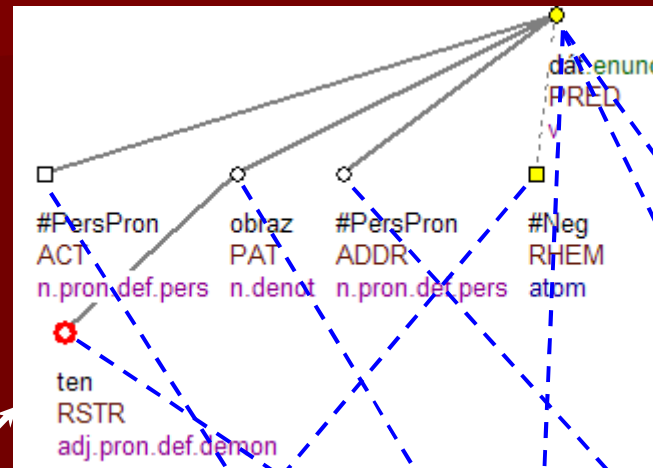 dát.enunc
PRED
v
#PersPron
ACT
n.pron.def.pers
obraz
PAT
n.denot
#PersPron
ADDR
n.pron.def.pers
#Neg
RHEM
atom
ten
RSTR
adj.pron.def.demon